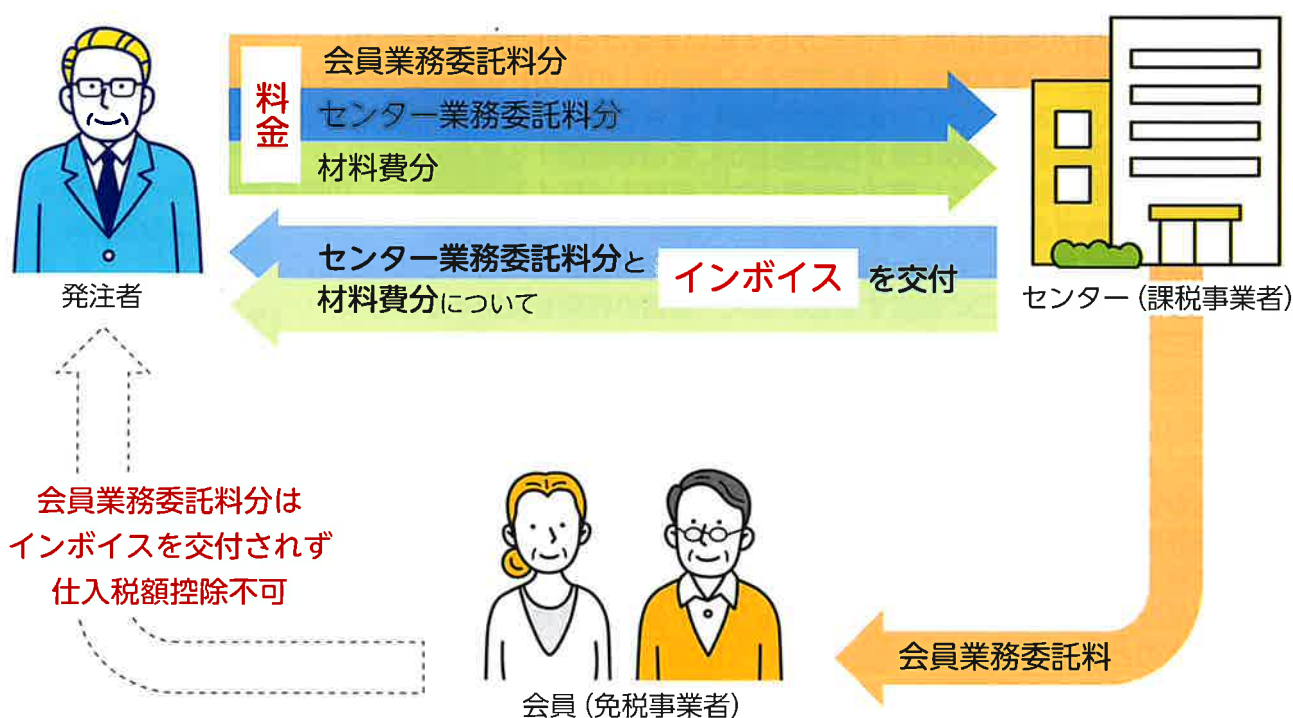 料金
会員業務委託料分
センター業務委託料分
材料費分
センター業務委託料分と
材料費分について
インボイス を交付
発注者
センター(課税事業者)
会員業務委託料分は
インボイスを交付されず
仕入税額控除不可
会員業務委託料
会員(免税事業者)